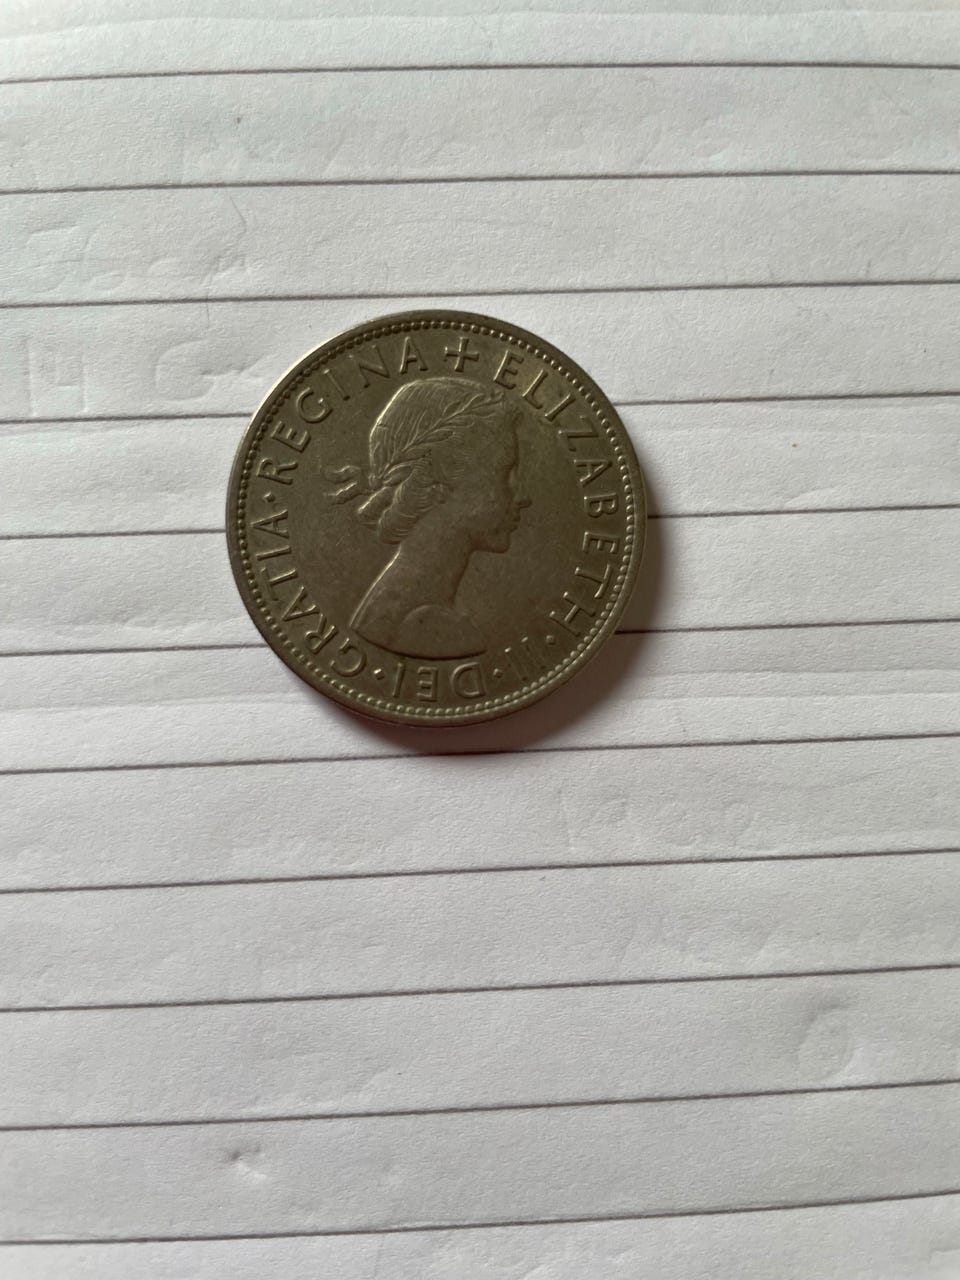 + ELIZABETH · II · DEI · GRATIA · REGINA